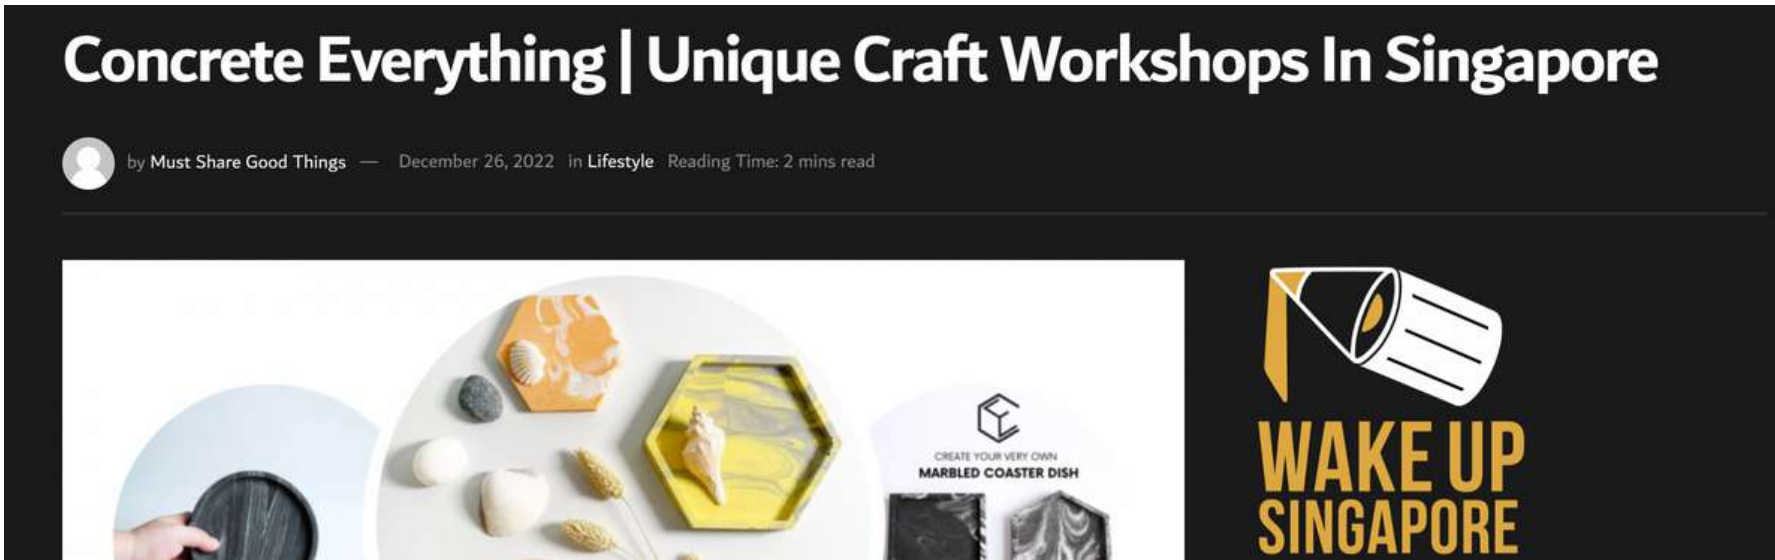 Concrete Everything | Unique Craft Workshops In Singapore
by Must Share Good Things — December 26, 2022 in Lifestyle Reading Time: 2 mins read
CREATE YOUR VERY OWN
MARBLED COASTER DISH
WAKE UP
SINGAPORE